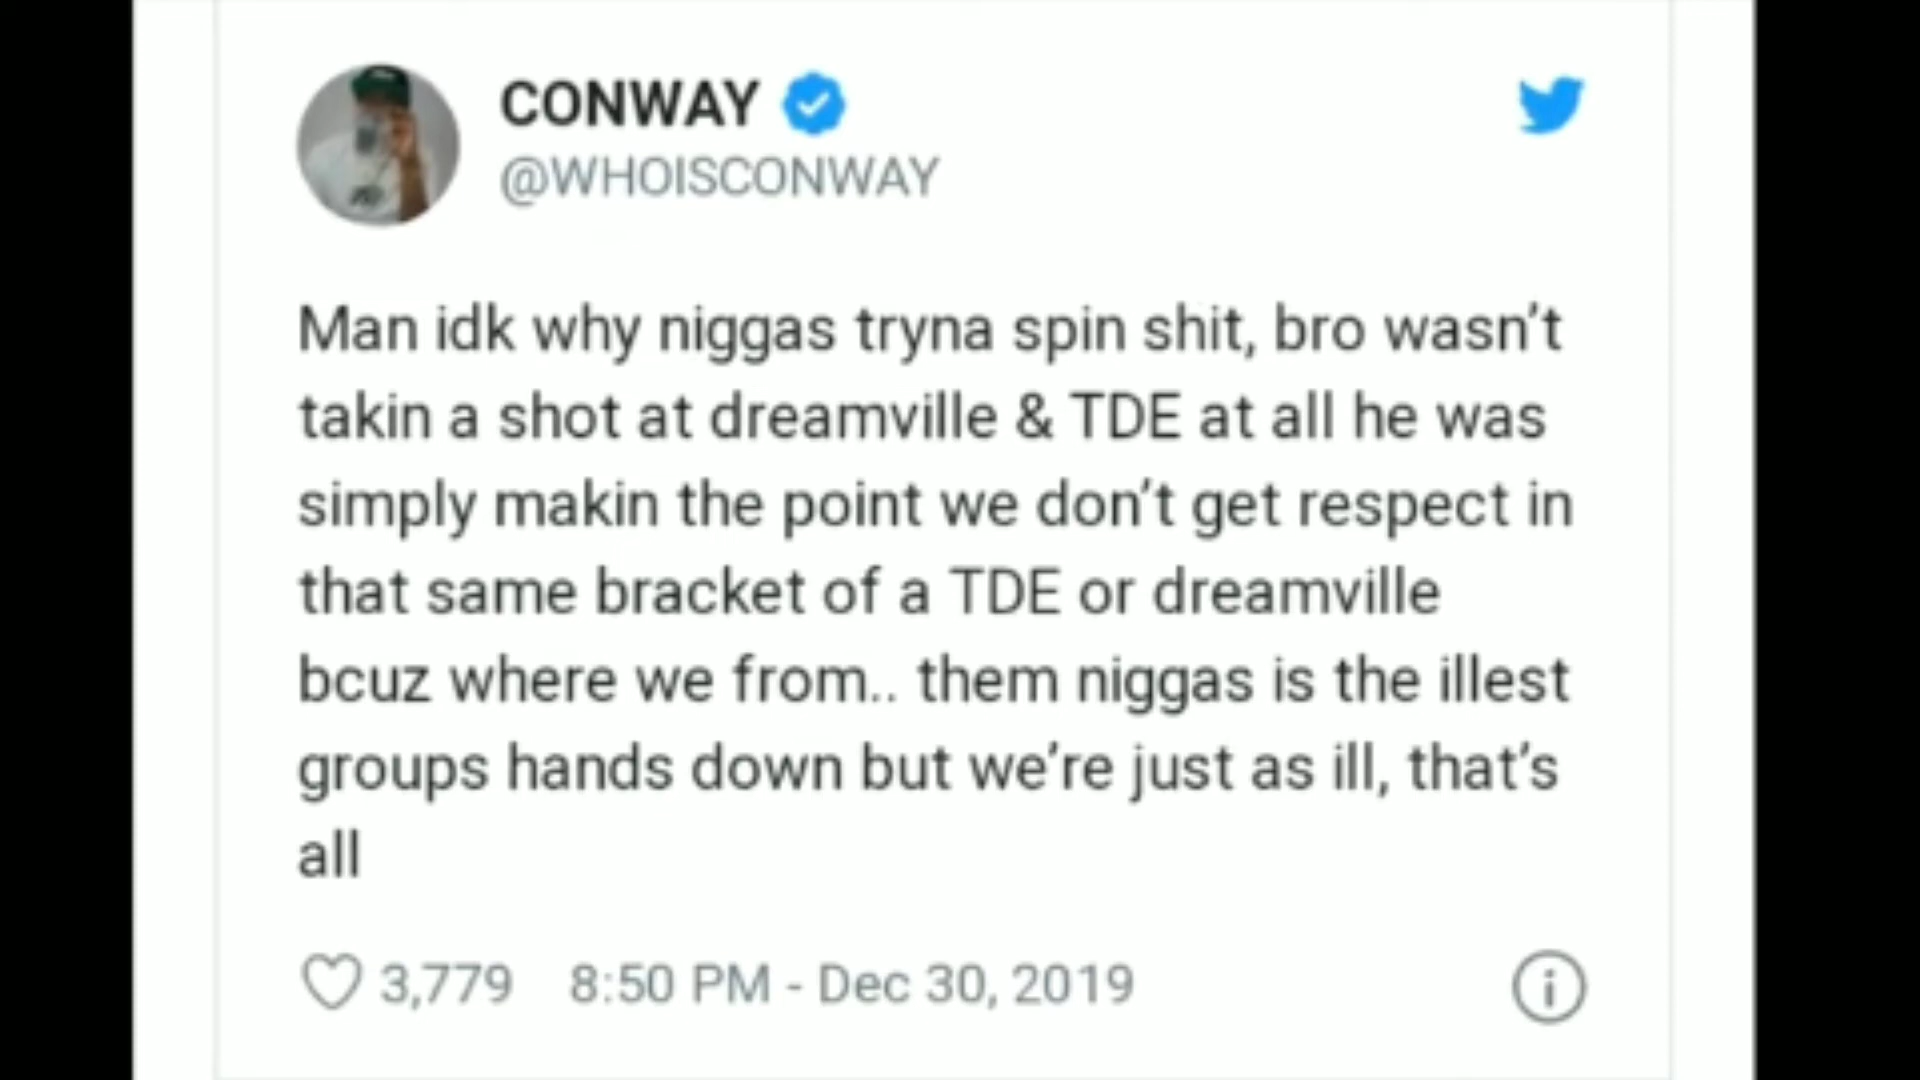 CONWAY
@WHOISCONWAY
Man idk why niggas tryna spin shit, bro wasn't
takin a shot at dreamville & TDE at all he was
simply makin the point we don't get respect in
that same bracket of a TDE or dreamville
bcuz where we from.. them niggas is the illest
groups hands down but we're just as ill, that's
all
3,779 8:50 PM - Dec 30, 2019